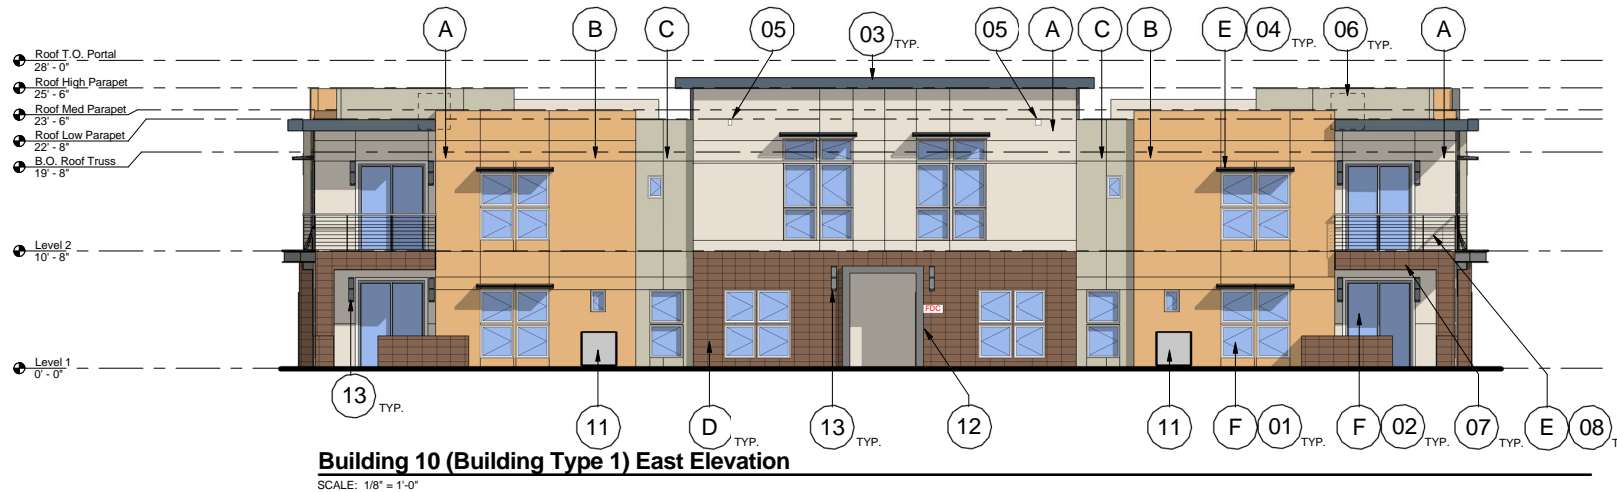 A B C 05 03 TYP. 05 A C B E 04 TYP. 06 TYP. A
Roof T.O. Portal
28' - 0"
Roof High Parapet
25' - 6"
Roof Med Parapet
23' - 6"
Roof Low Parapet
22' - 8"
B.O. Roof Truss
19' - 8"
Level 2
10' - 8"
FDC
Level 1
0' - 0"
13 TYP. 11 D TYP. 13 TYP. 12 11 F 01 TYP. F 02 TYP. 07 TYP. E 08 T
Building 10 (Building Type 1) East Elevation
SCALE: 1/8" = 1'-0"